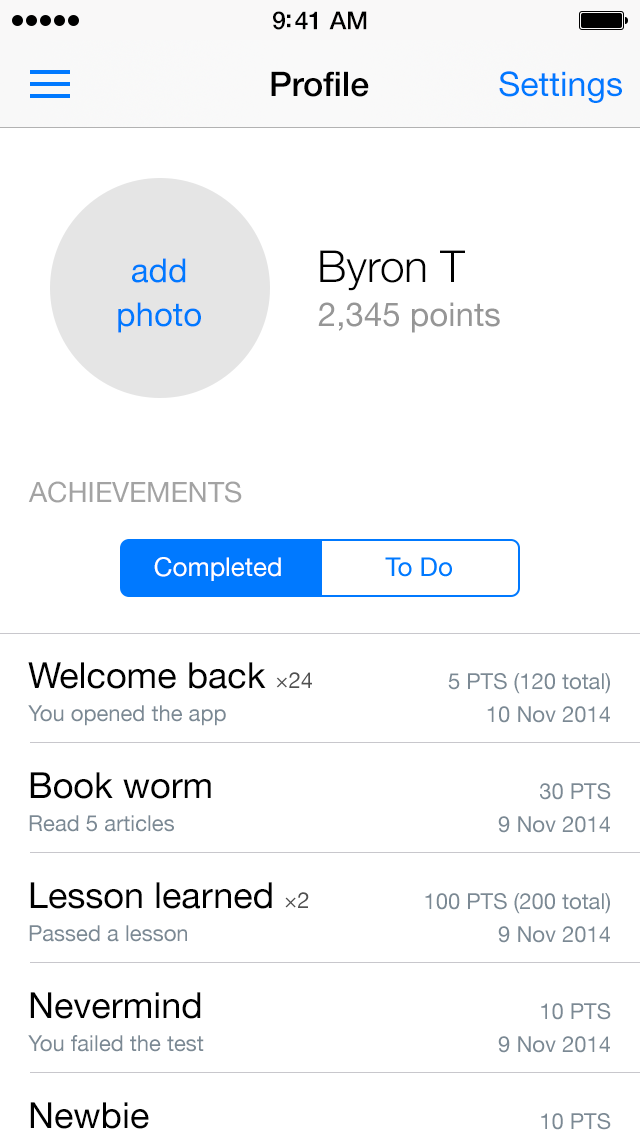 9:41 AM
Profile
Settings
add
photo
Byron T
2,345 points
ACHIEVEMENTS
Completed
To Do
Welcome back ×24
5 PTS (120 total)
You opened the app
10 Nov 2014
Book worm
30 PTS
Read 5 articles
9 Nov 2014
Lesson learned ×2
100 PTS (200 total)
Passed a lesson
9 Nov 2014
Nevermind
10 PTS
You failed the test
9 Nov 2014
Newbie
10 PTS